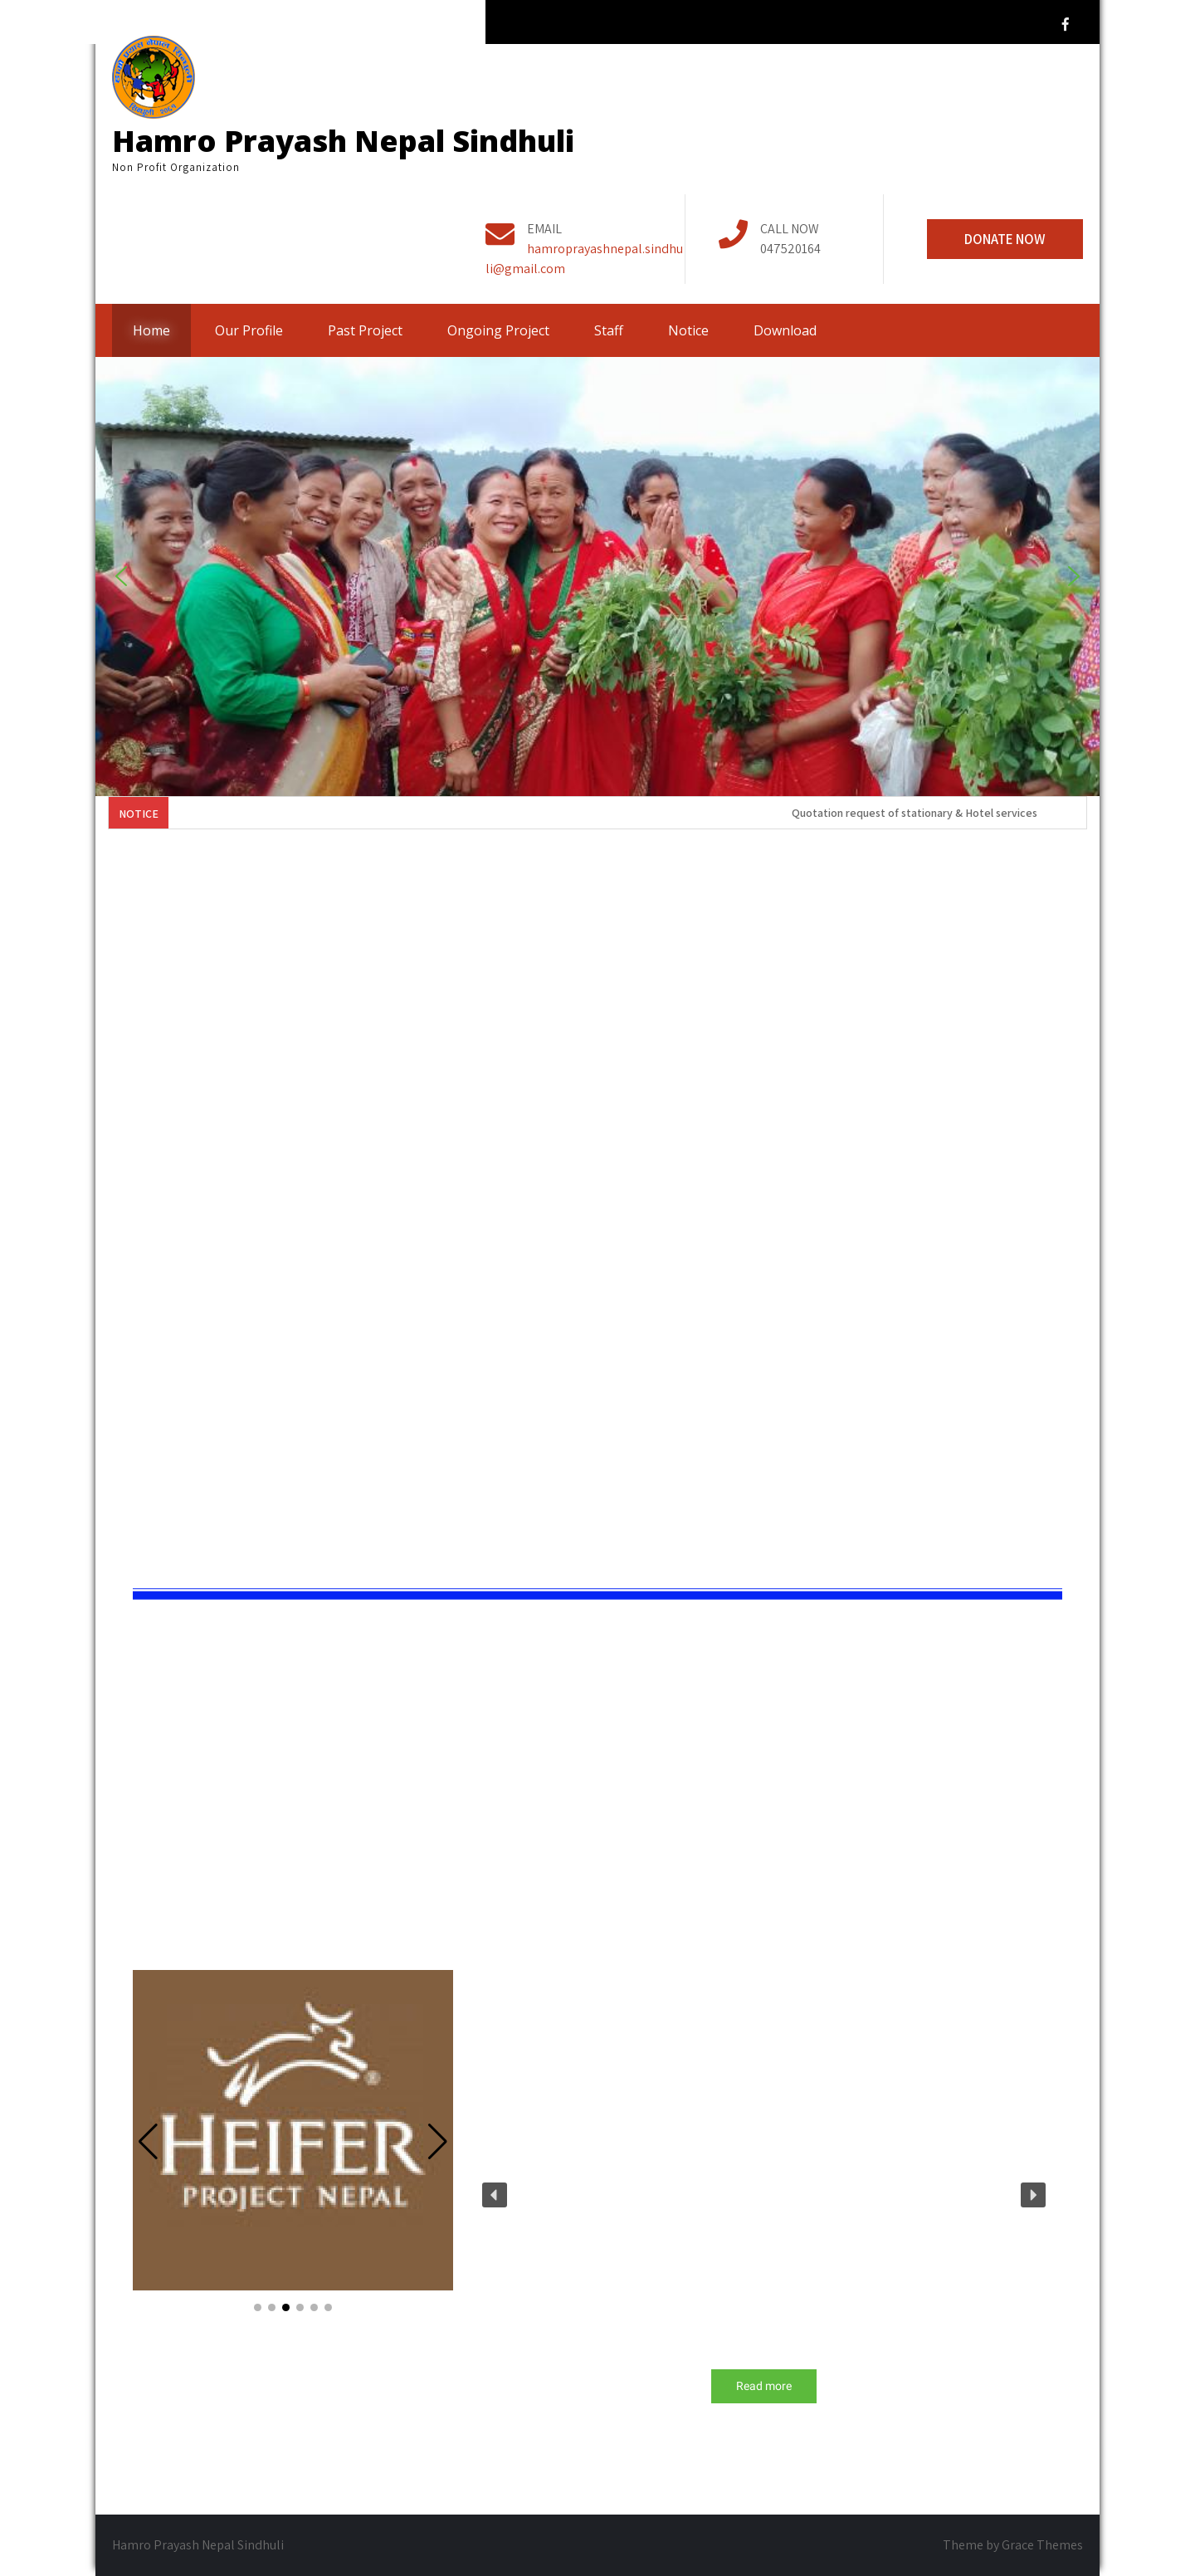 Hamro Prayash Nepal Sindhuli
Non Profit Organization
EMAIL
hamroprayashnepal.sindhu
li@gmail.com
CALL NOW
047520164
DONATE NOW
Home
Our Profile
Past Project
Ongoing Project
Staff
Notice
Download
NOTICE
Quotation request of stationary & Hotel services
HEIFER
PROJECT NEPAL
Read more
Hamro Prayash Nepal Sindhuli
Theme by Grace Themes